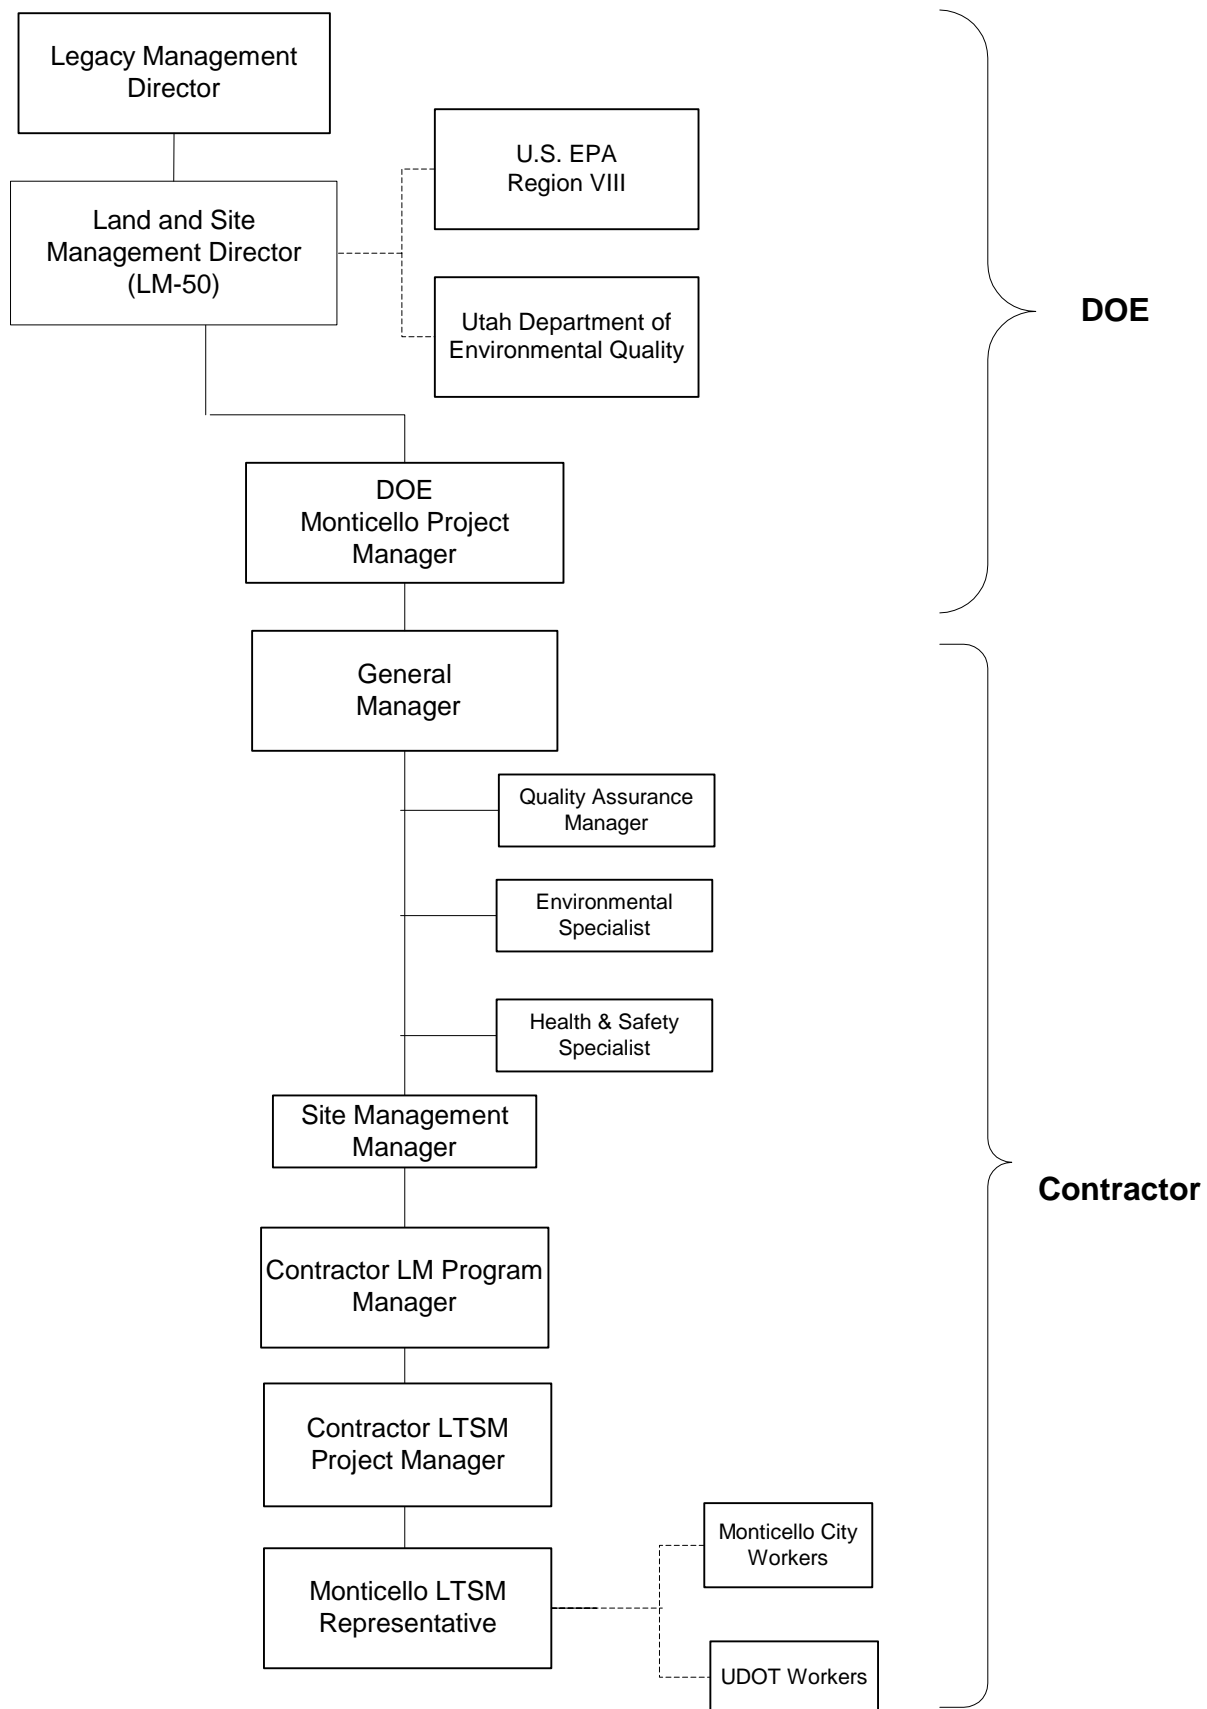 Legacy Management
Director
U.S. EPA
Region VIII
Land and Site
Management Director
(LM-50)
Utah Department of
Environmental Quality
DOE
DOE
Monticello Project
Manager
General
Manager
Quality Assurance
Manager
Environmental
Specialist
Health & Safety
Specialist
Site Management
Manager
Contractor
Contractor LM Program
Manager
Contractor LTSM
Project Manager
Monticello City
Workers
Monticello LTSM
Representative
UDOT Workers